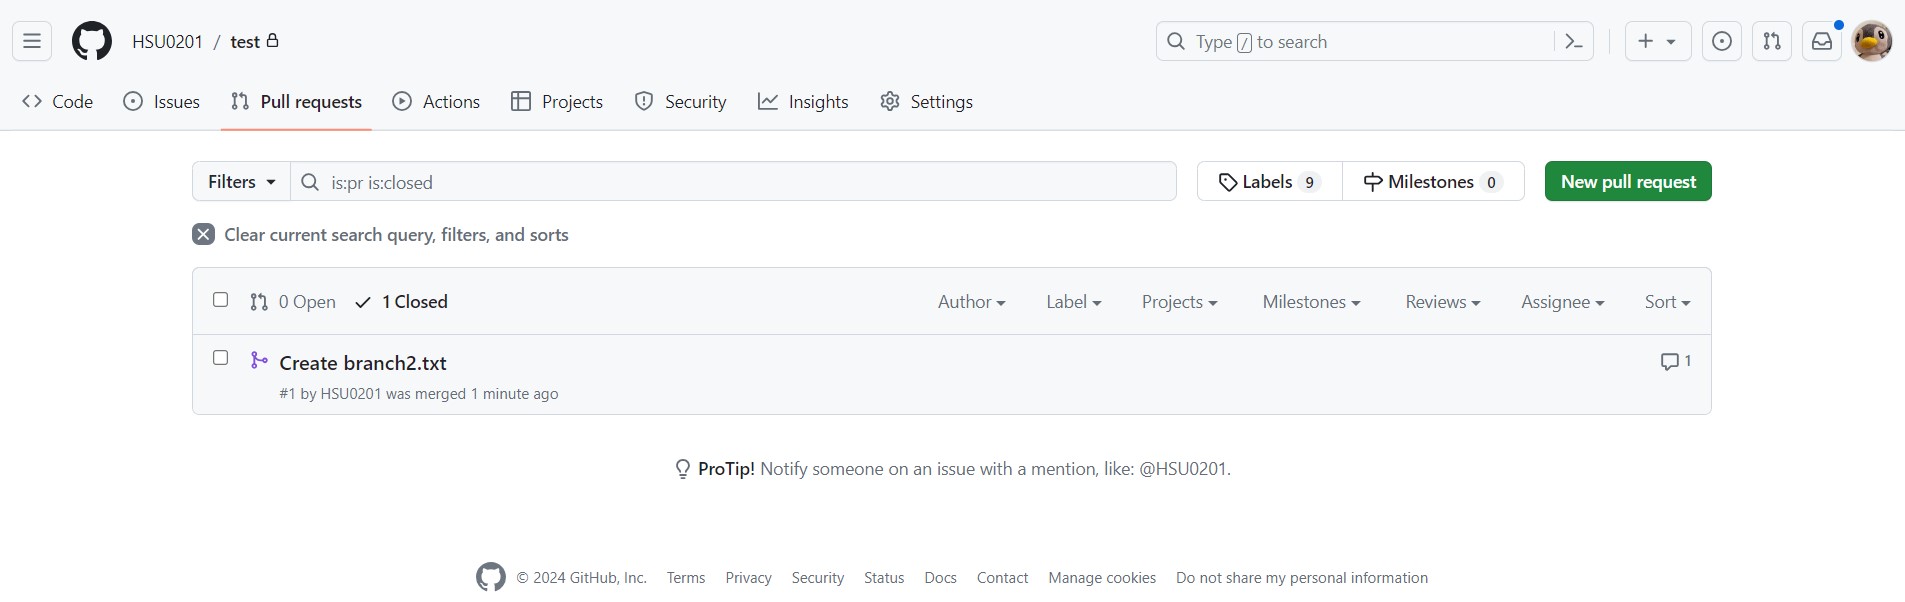 HSU0201 / test
Type / to search
Code Issues Pull requests Actions Projects Security Insights Settings
Filters is:pr is:closed Labels 9 Milestones 0 New pull request
Clear current search query, filters, and sorts
0 Open 1 Closed Author Label Projects Milestones Reviews Assignee Sort
Create branch2.txt 1
#1 by HSU0201 was merged 1 minute ago
ProTip! Notify someone on an issue with a mention, like: @HSU0201.
© 2024 GitHub, Inc. Terms Privacy Security Status Docs Contact Manage cookies Do not share my personal information